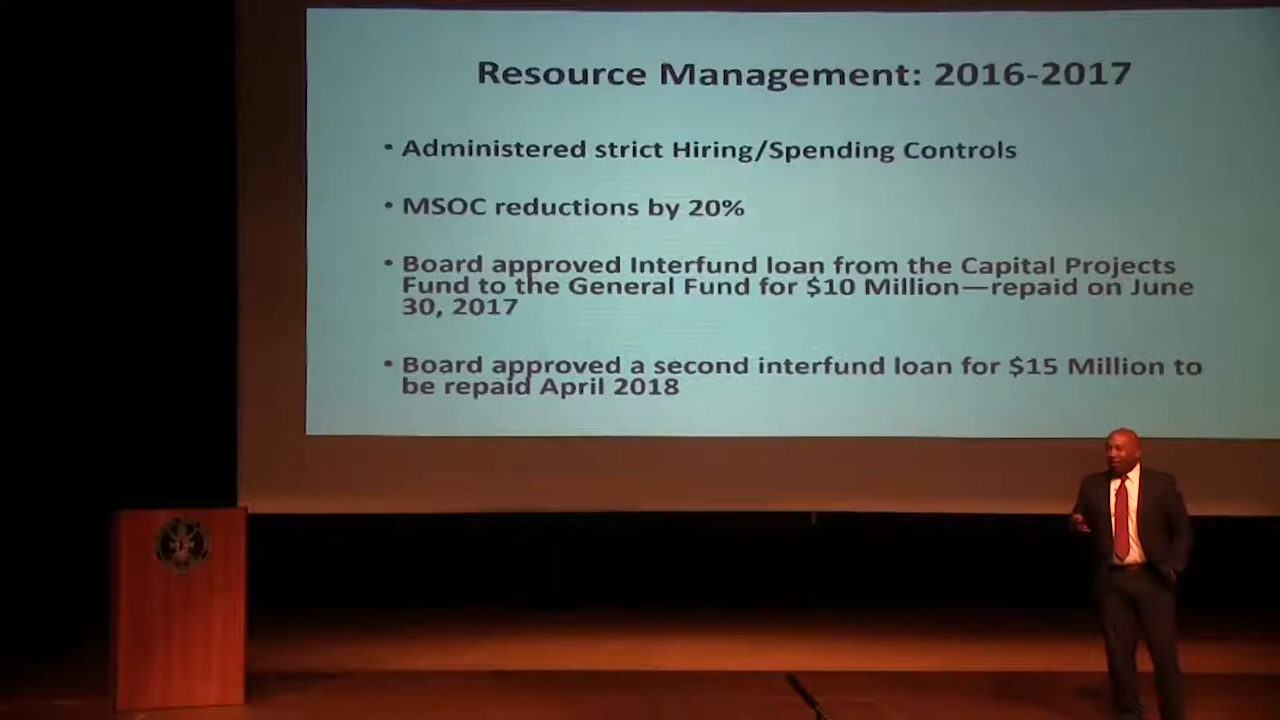 Resource Management: 2016-2017
• Administered strict Hiring/Spending Controls
• MSOC reductions by 20%
• Board approved Interfund loan from the Capital Projects
Fund to the General Fund for $10 Million—repaid on June
30, 2017
• Board approved a second interfund loan for $15 Million to
be repaid April 2018